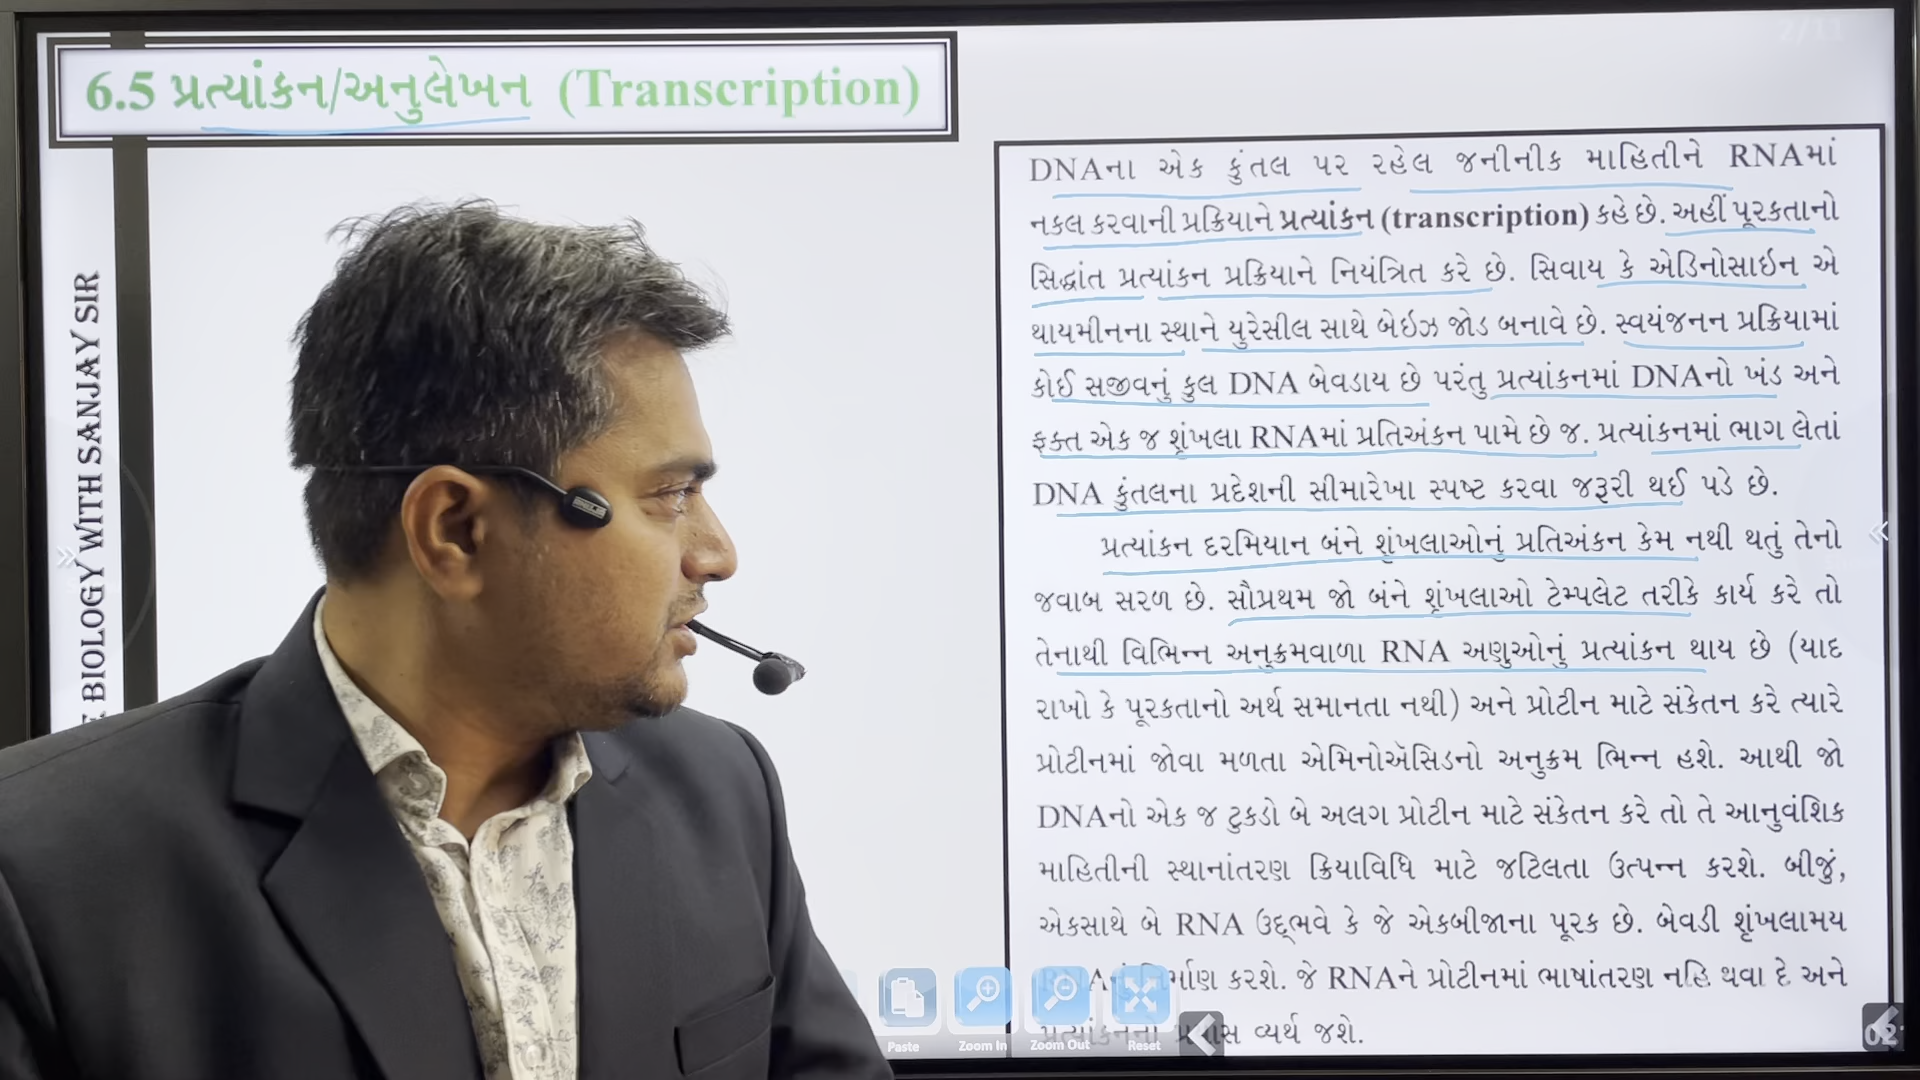 2/11
6.5 પ્રત્યાંકન/અનુલેખન (Transcription)
BIOLOGY WITH SANJAY SIR
DNAના એક કુંતલ પર રહેલ જનીનીક માહિતીને RNAમાં
નકલ કરવાની પ્રક્રિયાને પ્રત્યાંકન (transcription) કહે છે. અહીં પૂરકતાનો
સિદ્ધાંત પ્રત્યાંકન પ્રક્રિયાને નિયંત્રિત કરે છે. સિવાય કે એડિનોસાઇન એ
થાયમીનના સ્થાને યુરેસીલ સાથે બેઇઝ જોડ બનાવે છે. સ્વયંજનન પ્રક્રિયામાં
કોઈ સજીવનું કુલ DNA બેવડાય છે પરંતુ પ્રત્યાંકનમાં DNAનો ખંડ અને
ફક્ત એક જ શૃંખલા RNAમાં પ્રતિઅંકન પામે છે જ. પ્રત્યાંકનમાં ભાગ લેતાં
DNA કુંતલના પ્રદેશની સીમારેખા સ્પષ્ટ કરવા જરૂરી થઈ પડે છે.
પ્રત્યાંકન દરમિયાન બંને શૃંખલાઓનું પ્રતિઅંકન કેમ નથી થતું તેનો
જવાબ સરળ છે. સૌપ્રથમ જો બંને શૃંખલાઓ ટેમ્પલેટ તરીકે કાર્ય કરે તો
તેનાથી વિભિન્ન અનુક્રમવાળા RNA અણુઓનું પ્રત્યાંકન થાય છે (યાદ
રાખો કે પૂરકતાનો અર્થ સમાનતા નથી) અને પ્રોટીન માટે સંકેતન કરે ત્યારે
પ્રોટીનમાં જોવા મળતા એમિનોઍસિડનો અનુક્રમ ભિન્ન હશે. આથી જો
DNAનો એક જ ટુકડો બે અલગ પ્રોટીન માટે સંકેતન કરે તો તે આનુવંશિક
માહિતીની સ્થાનાંતરણ ક્રિયાવિધિ માટે જટિલતા ઉત્પન્ન કરશે. બીજું,
એકસાથે બે RNA ઉદ્ભવે કે જે એકબીજાના પૂરક છે. બેવડી શૃંખલામય
RNAનું નિર્માણ કરશે. જે RNAને પ્રોટીનમાં ભાષાંતરણ નહિ થવા દે અને
વ્યર્થ જશે.
Paste Zoom In Zoom Out Reset
02